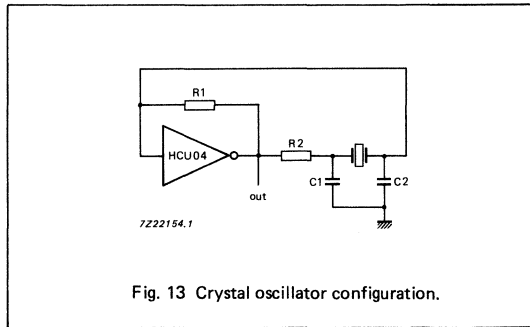 R1
HCU04
R2
C1
C2
out
7Z22154.1
Fig. 13 Crystal oscillator configuration.